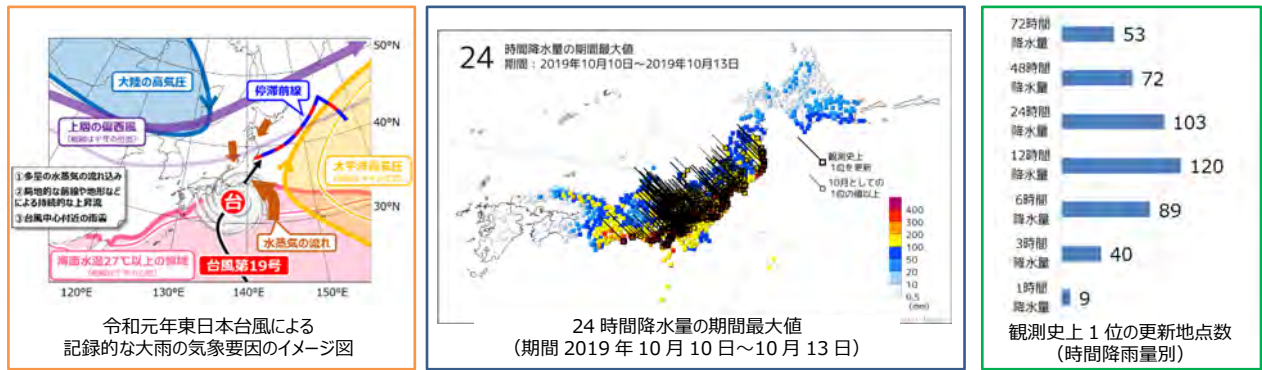 50°N
大陸の高気圧
停滞前線
上層の偏西風
40°N
太平洋高気圧
①多量の水蒸気の流れ込み
②局地的な前線や地形など
による持続的な上昇流
③台風中心付近の雨雲
台
30°N
水蒸気の流れ
海面水温27℃以上の領域
台風第19号
120°E
130°E
140°E
150°E
令和元年東日本台風による
記録的な大雨の気象要因のイメージ図
24 時間降水量の期間最大値
期間：2019年10月10日～2019年10月13日
観測史上
1位を更新
10月としての
1位の値以上
400
300
200
100
50
20
10
0.5
(mm)
24 時間降水量の期間最大値
（期間 2019 年 10 月 10 日～10 月 13 日）
72時間
降水量
53
48時間
降水量
72
24時間
降水量
103
12時間
降水量
120
6時間
降水量
89
3時間
降水量
40
1時間
降水量
9
観測史上 1 位の更新地点数
（時間降雨量別）